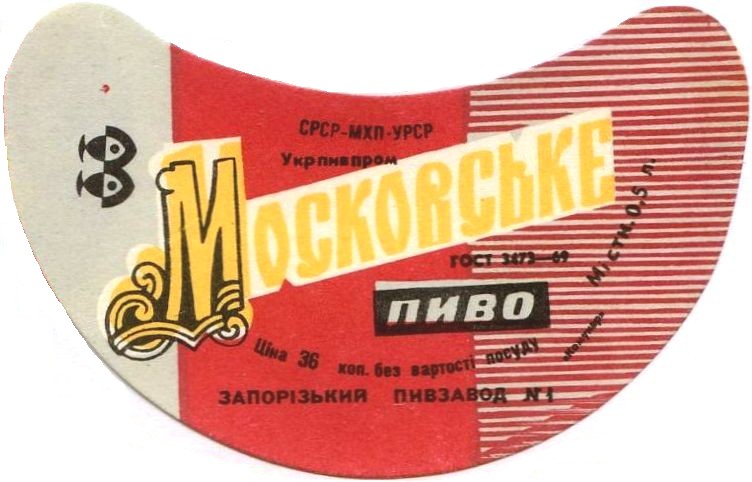 СРСР-МХП-УРСР
Укрпивпром
МОСКОВСЬКЕ
ГОСТ 3473-69
Містк. 0,5 л.
ПИВО
Ціна 36 коп. без вартості посуду
ЗАПОРІЗЬКИЙ ПИВЗАВОД №1